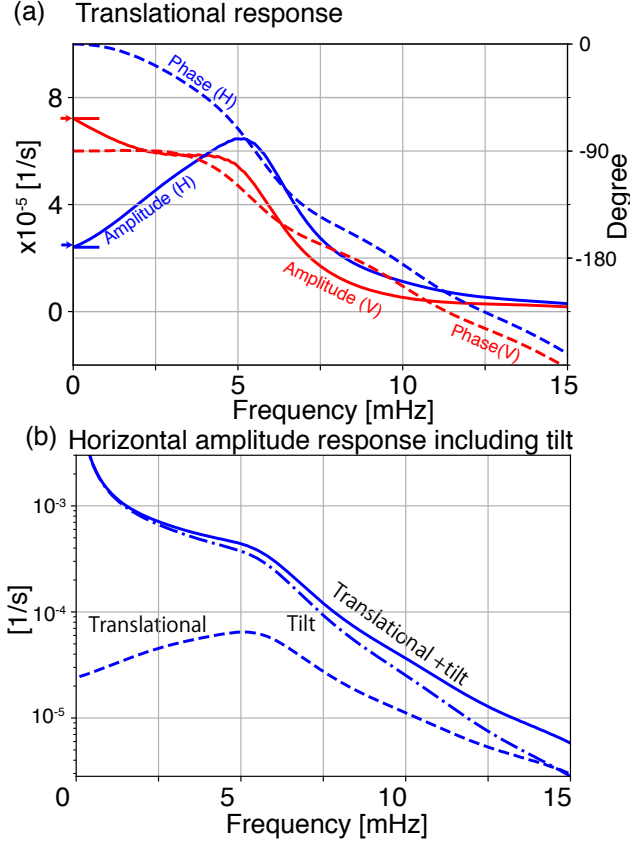 (a) Translational response
Phase (H)
0
8
-90
4
-180
0
x10⁻⁵ [1/s]
Degree
Amplitude (H)
Amplitude (V)
Phase(V)
0 5 10 15
Frequency [mHz]
(b) Horizontal amplitude response including tilt
10⁻³
10⁻⁴
10⁻⁵
[1/s]
Translational
Tilt
Translational +tilt
0 5 10 15
Frequency [mHz]